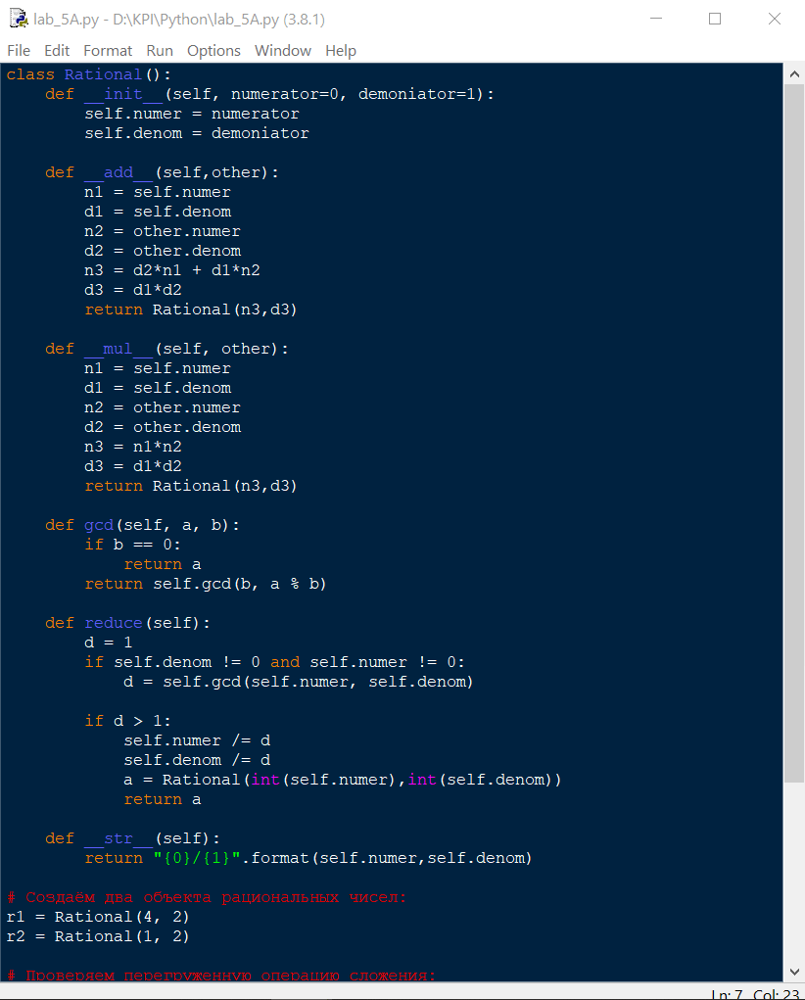 lab_5A.py - D:\KPI\Python\lab_5A.py (3.8.1)
File Edit Format Run Options Window Help
class Rational():
    def __init__(self, numerator=0, demoniator=1):
        self.numer = numerator
        self.denom = demoniator

    def __add__(self,other):
        n1 = self.numer
        d1 = self.denom
        n2 = other.numer
        d2 = other.denom
        n3 = d2*n1 + d1*n2
        d3 = d1*d2
        return Rational(n3,d3)

    def __mul__(self, other):
        n1 = self.numer
        d1 = self.denom
        n2 = other.numer
        d2 = other.denom
        n3 = n1*n2
        d3 = d1*d2
        return Rational(n3,d3)

    def gcd(self, a, b):
        if b == 0:
            return a
        return self.gcd(b, a % b)

    def reduce(self):
        d = 1
        if self.denom != 0 and self.numer != 0:
            d = self.gcd(self.numer, self.denom)

        if d > 1:
            self.numer /= d
            self.denom /= d
            a = Rational(int(self.numer),int(self.denom))
            return a

    def __str__(self):
        return "{0}/{1}".format(self.numer,self.denom)

# Создаём два объекта рациональных чисел:
r1 = Rational(4, 2)
r2 = Rational(1, 2)

# Проверяем перегруженную операцию сложения:
Ln: 7 Col: 23